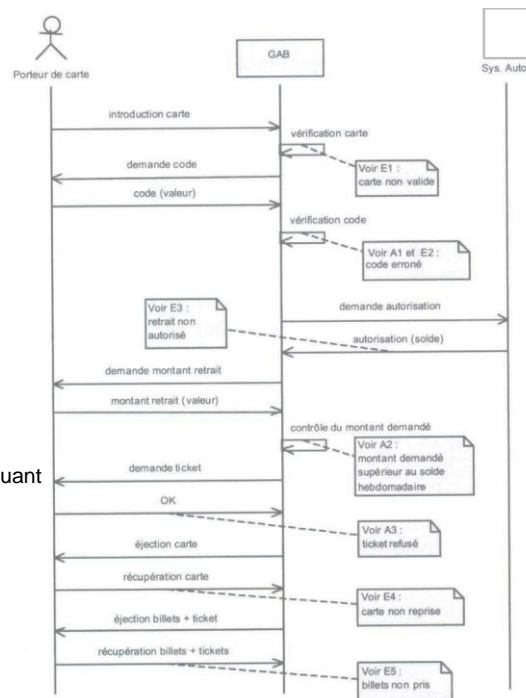 GAB
Porteur de carte
Sys. Auto
introduction carte
vérification carte
demande code
Voir E1 :
carte non valide
code (valeur)
vérification code
Voir A1 et E2 :
code erroné
Voir E3 :
retrait non
autorisé
demande autorisation
autorisation (solde)
demande montant retrait
montant retrait (valeur)
contrôle du montant demandé
Voir A2 :
montant demandé
supérieur au solde
hebdomadaire
demande ticket
uant
OK
Voir A3 :
ticket refusé
éjection carte
récupération carte
Voir E4 :
carte non reprise
éjection billets + ticket
récupération billets + tickets
Voir E5 :
billets non pris